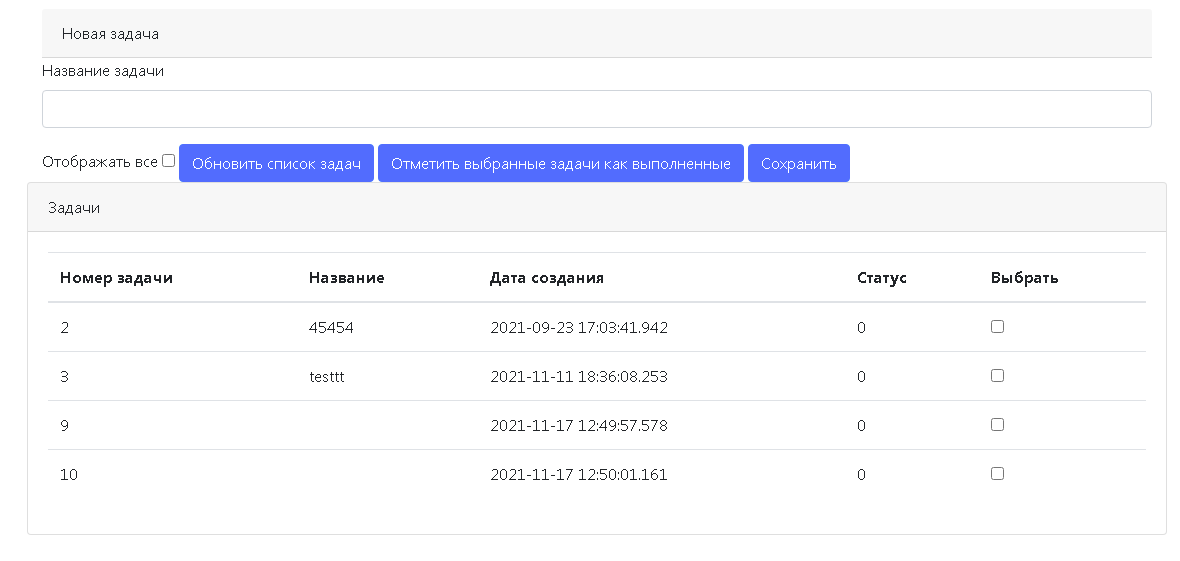 Новая задача
Название задачи
Отображать все Обновить список задач Отметить выбранные задачи как выполненные Сохранить
Задачи
Номер задачи Название Дата создания Статус Выбрать
2 45454 2021-09-23 17:03:41.942 0
3 testtt 2021-11-11 18:36:08.253 0
9 2021-11-17 12:49:57.578 0
10 2021-11-17 12:50:01.161 0